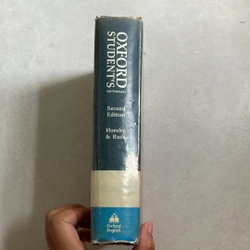 OXFORD
STUDENT'S
DICTIONARY
Second
Edition
Hornby
& Ruse
Oxford
English